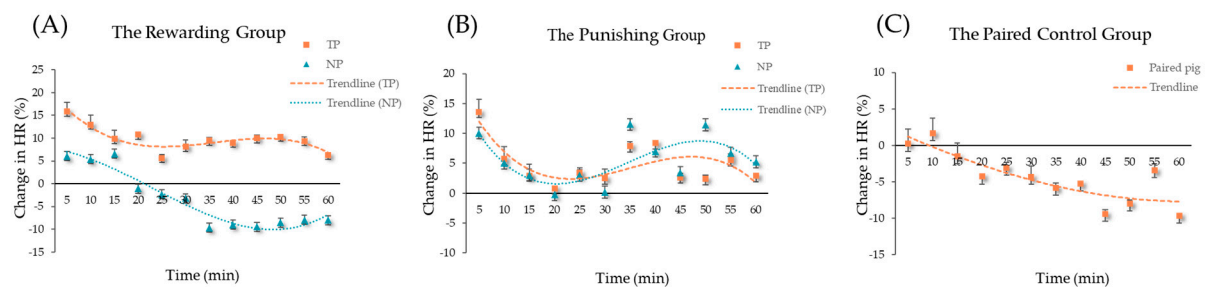 (A)
The Rewarding Group
TP
NP
Trendline (TP)
Trendline (NP)
Change in HR (%)
25
20
15
10
5
0
-5
-10
-15
5 10 15 20 25 30 35 40 45 50 55 60
Time (min)
(B)
The Punishing Group
TP
NP
Trendline (TP)
Trendline (NP)
Change in HR (%)
20
15
10
5
0
-5
-10
5 10 15 20 25 30 35 40 45 50 55 60
Time (min)
(C)
The Paired Control Group
Paired pig
Trendline
Change in HR (%)
10
5
0
-5
-10
-15
5 10 15 20 25 30 35 40 45 50 55 60
Time (min)